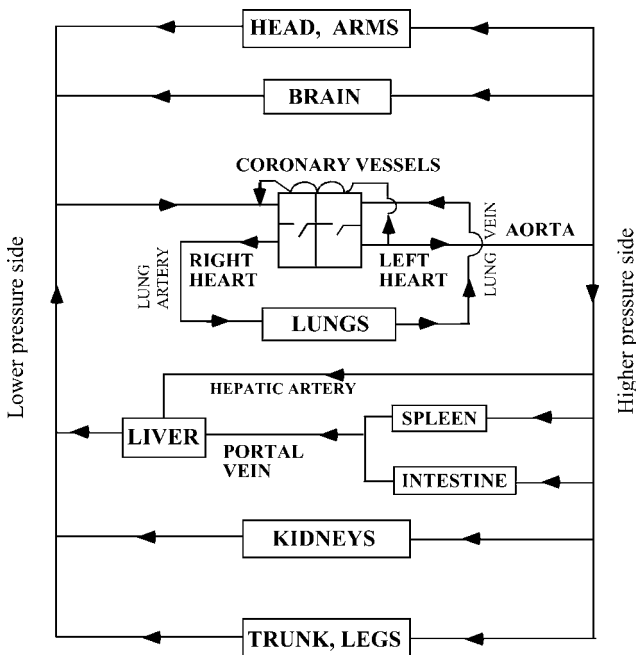 HEAD, ARMS
BRAIN
CORONARY VESSELS
AORTA
LUNG VEIN
RIGHT
HEART
LEFT
HEART
LUNG
ARTERY
LUNGS
Lower pressure side
Higher pressure side
HEPATIC ARTERY
SPLEEN
LIVER
PORTAL
VEIN
INTESTINE
KIDNEYS
TRUNK, LEGS